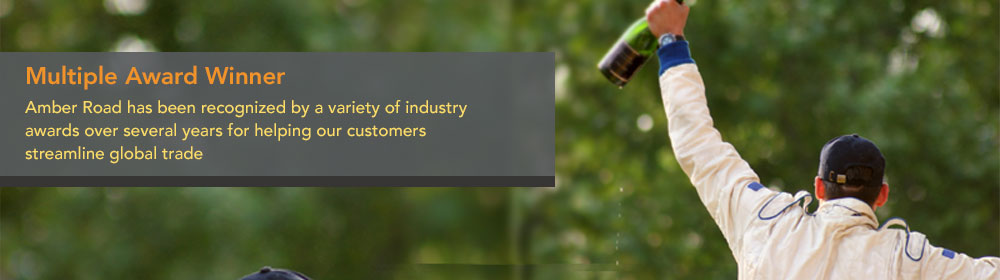 Multiple Award Winner
Amber Road has been recognized by a variety of industry
awards over several years for helping our customers
streamline global trade